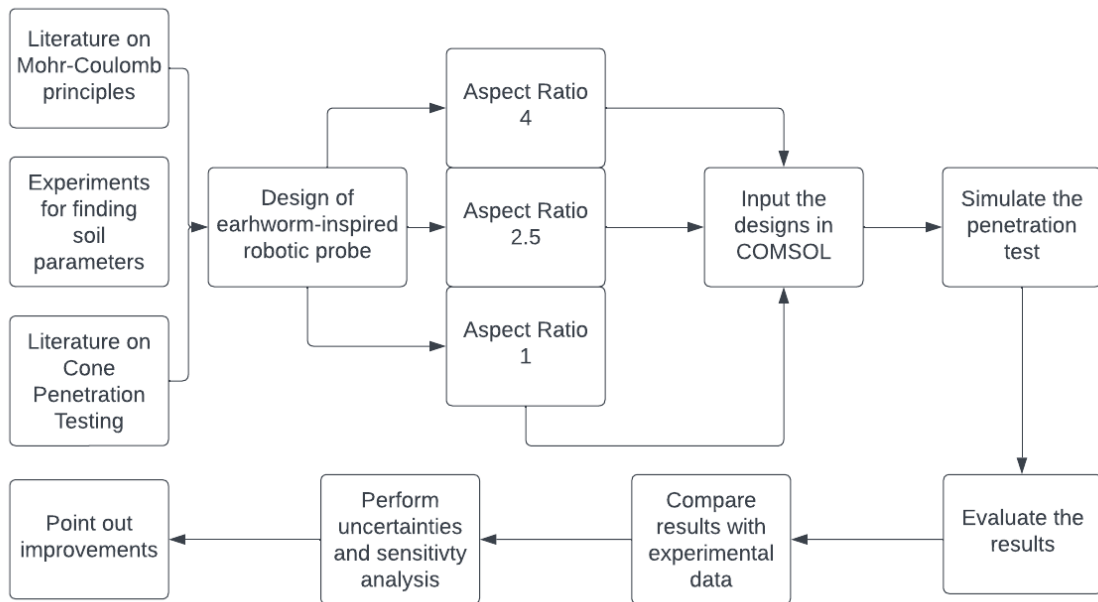 Literature on
Mohr-Coulomb
principles
Experiments
for finding
soil
parameters
Literature on
Cone
Penetration
Testing
Design of
earhworm-inspired
robotic probe
Aspect Ratio
4
Aspect Ratio
2.5
Aspect Ratio
1
Input the
designs in
COMSOL
Simulate the
penetration
test
Evaluate the
results
Compare
results with
experimental
data
Perform
uncertainties
and sensitivty
analysis
Point out
improvements